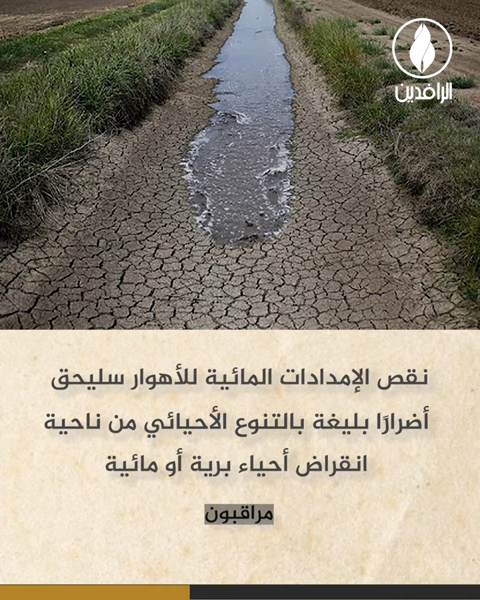 الرافدين
نقص الإمدادات المائية للأهوار سيلحق
أضرارًا بليغة بالتنوع الأحيائي من ناحية
انقراض أحياء برية أو مائية
مراقبون